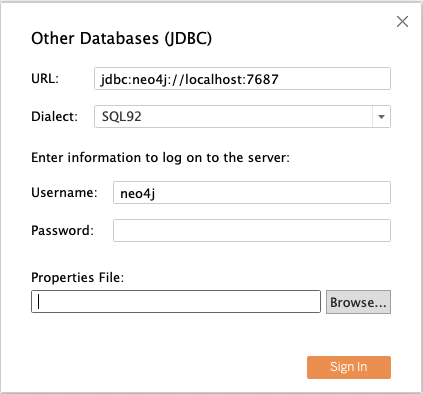 Other Databases (JDBC)
URL: jdbc:neo4j://localhost:7687
Dialect: SQL92
Enter information to log on to the server:
Username: neo4j
Password:
Properties File:
Browse...
Sign In